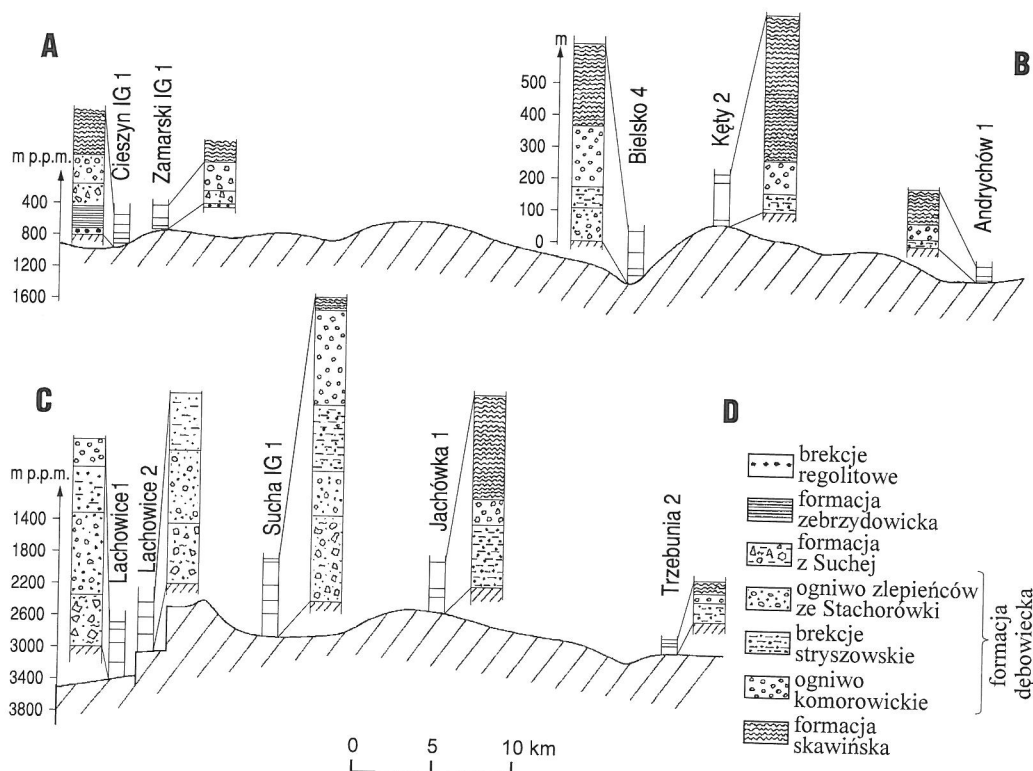 A
B
m
500
400
300
200
100
0
Cieszyn IG 1
Zamarski IG 1
Bielsko 4
Kęty 2
Andrychów 1
m p.p.m.
400
800
1200
1600
C
D
m p.p.m.
1400
1800
2200
2600
3000
3400
3800
Lachowice 1
Lachowice 2
Sucha IG 1
Jachówka 1
Trzebunia 2
brekcje
regolitowe
formacja
zebrzydowicka
formacja
z Suchej
ogniwo zlepieńców
ze Stachorówki
brekcje
stryszowskie
ogniwo
komorowickie
formacja
skawińska
formacja
dębowiecka
0 5 10 km